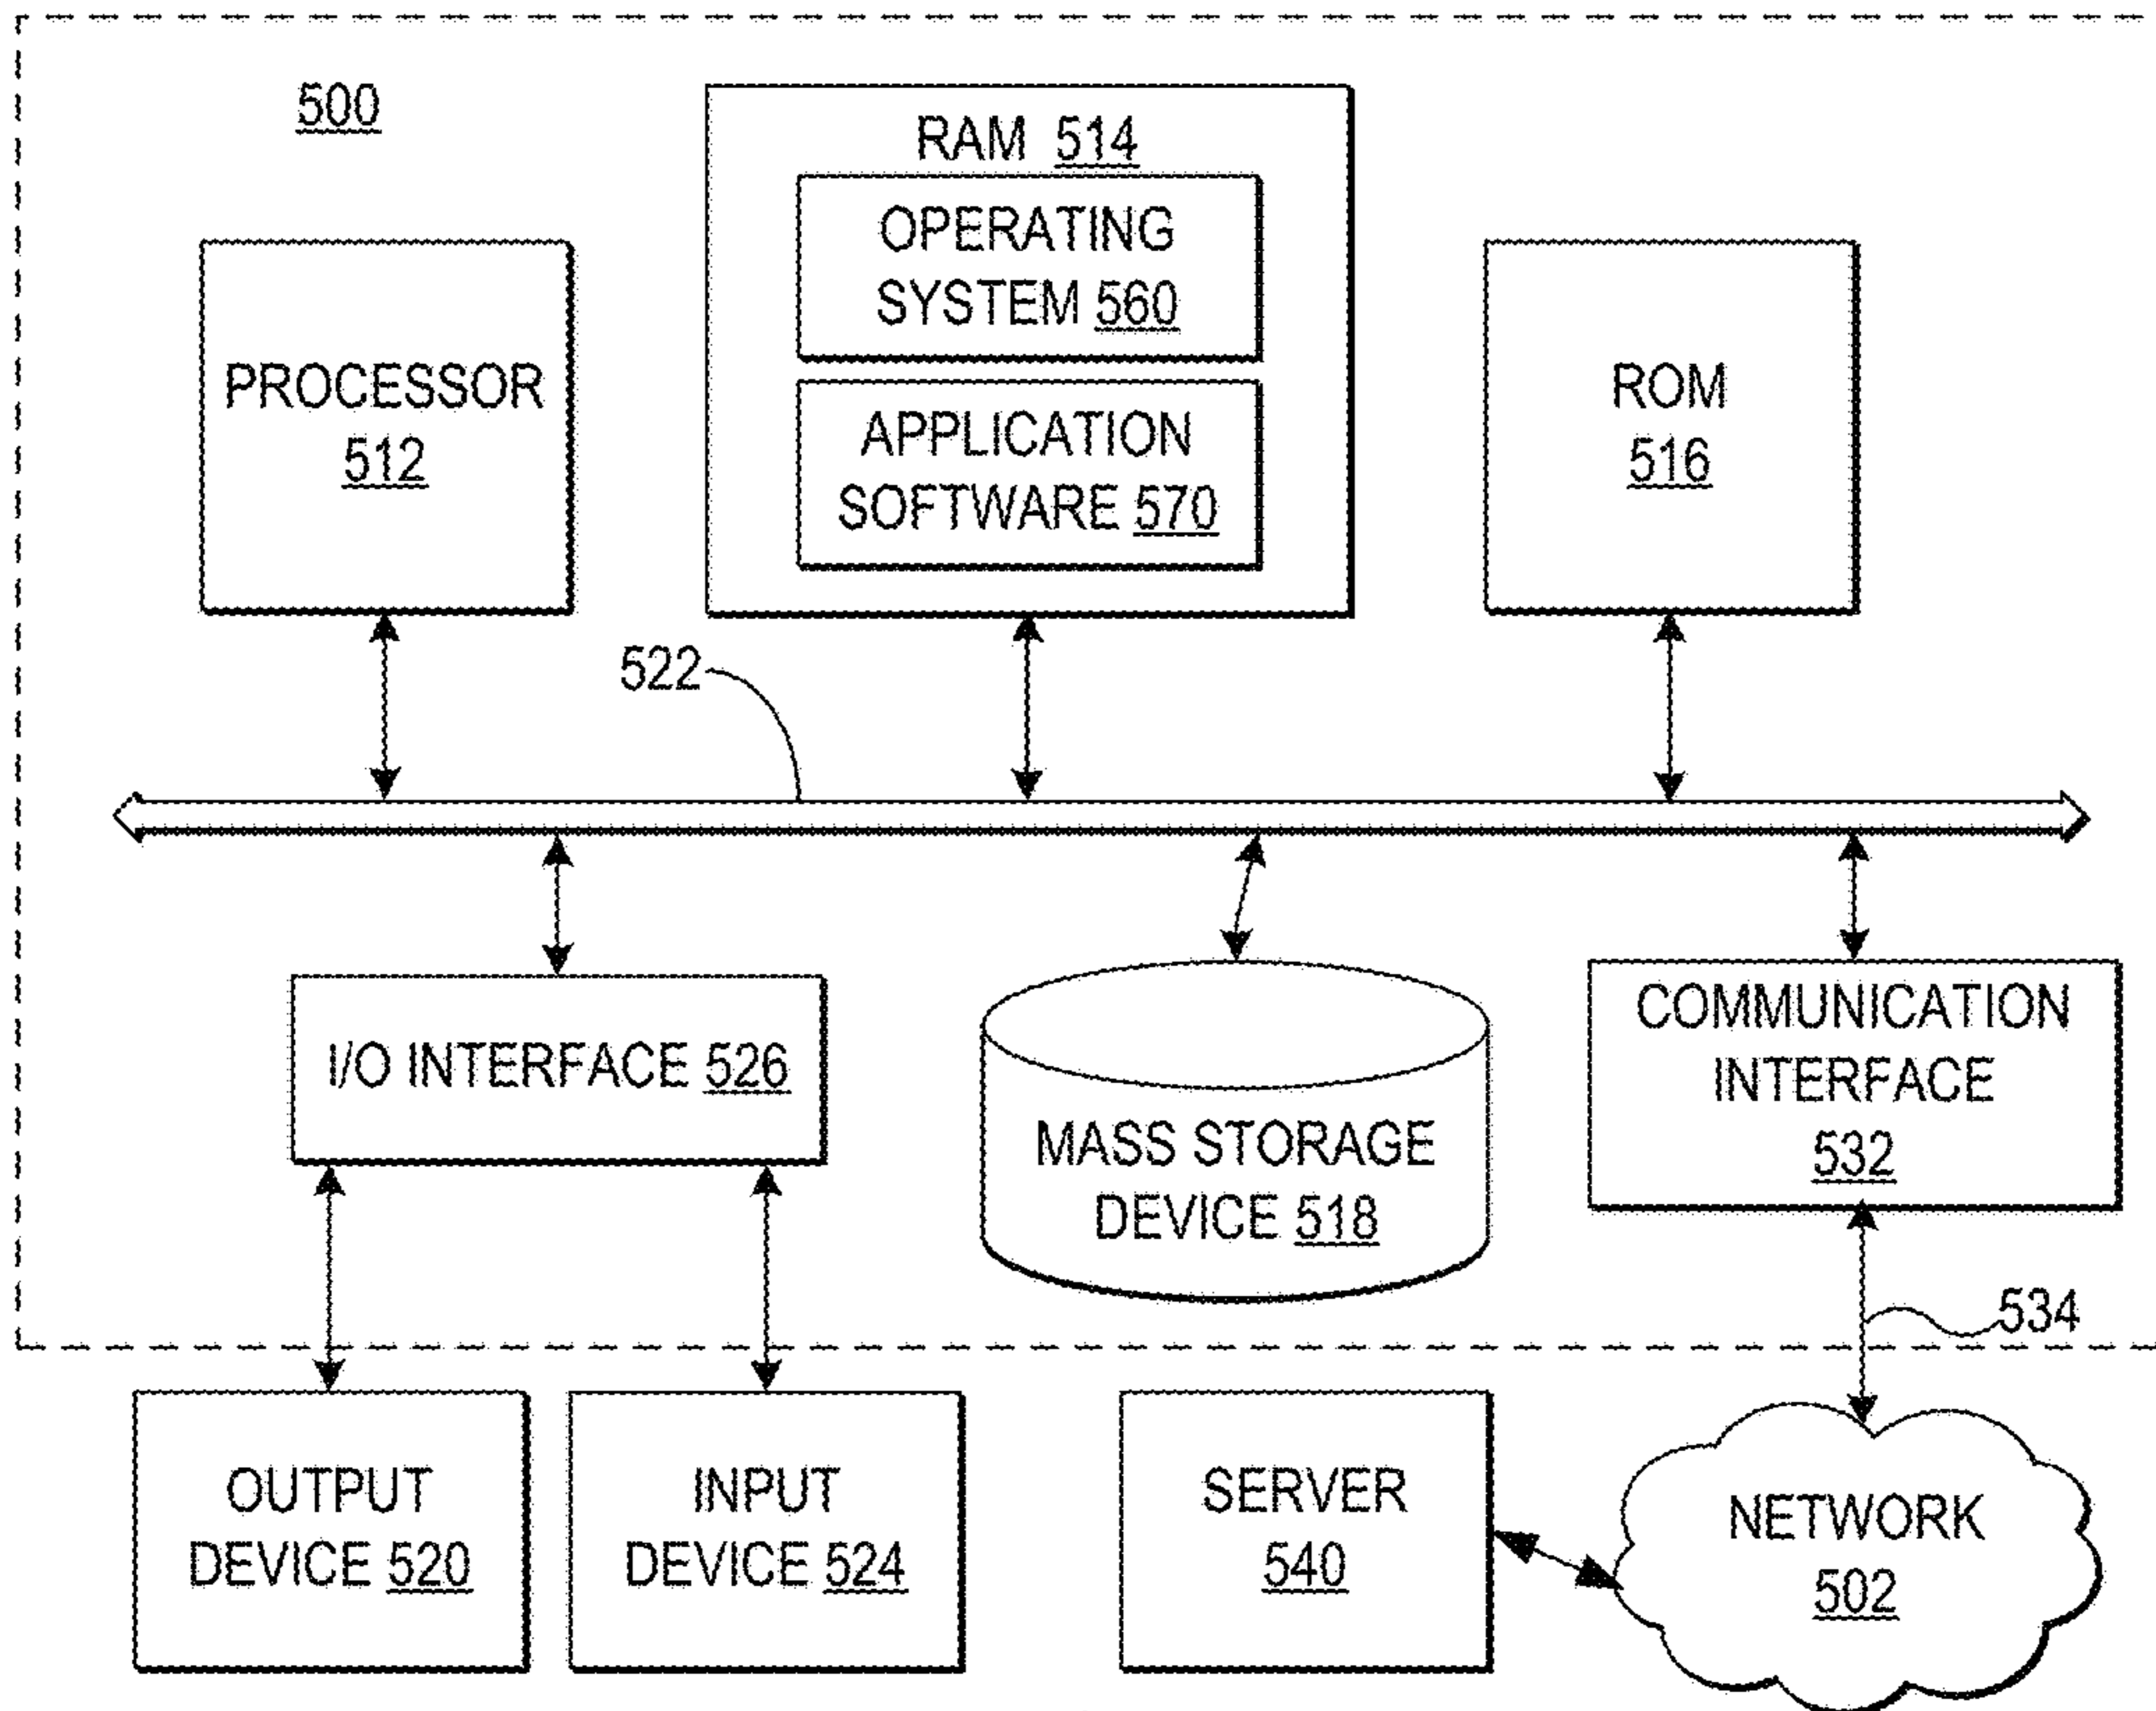 500
RAM 514
OPERATING
SYSTEM 560
APPLICATION
SOFTWARE 570
PROCESSOR
512
ROM
516
522
I/O INTERFACE 526
MASS STORAGE
DEVICE 518
COMMUNICATION
INTERFACE
532
534
OUTPUT
DEVICE 520
INPUT
DEVICE 524
SERVER
540
NETWORK
502